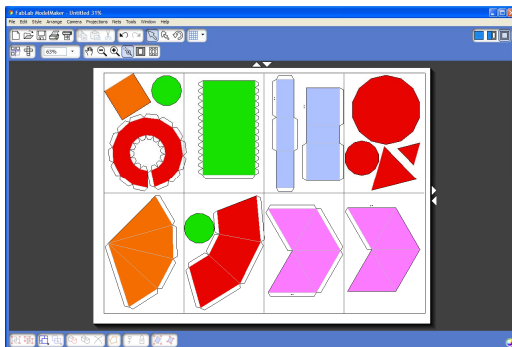 FabLab ModelMaker - Untitled 31%
File Edit Style Arrange Camera Projections Nets Tools Window Help
63%